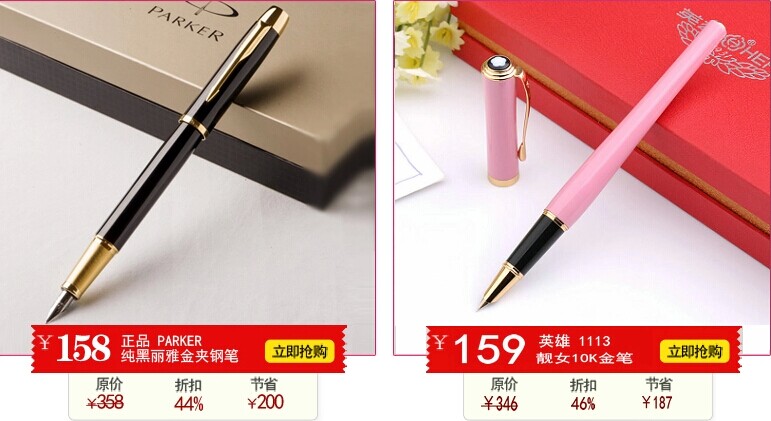 PARKER
¥158
正品 PARKER
纯黑丽雅金夹钢笔
立即抢购
原价 折扣 节省
¥358 44% ¥200
¥159
英雄 1113
靓女10K金笔
立即抢购
原价 折扣 节省
¥346 46% ¥187